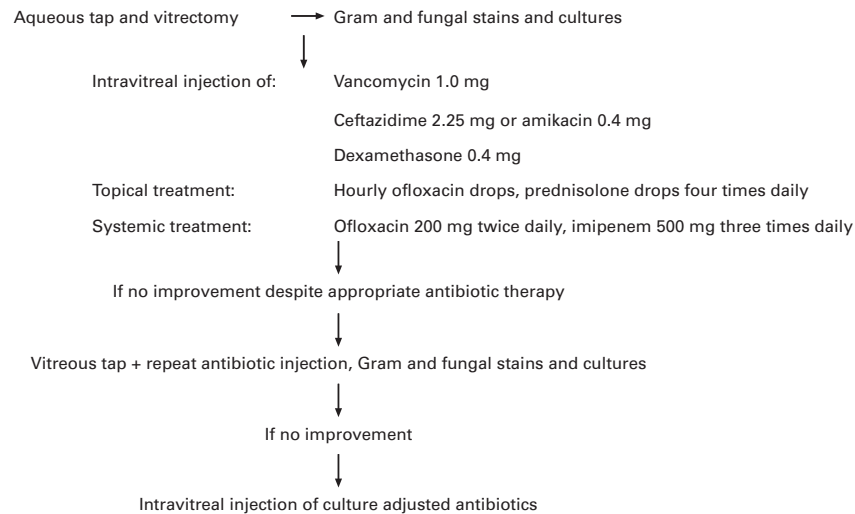 Aqueous tap and vitrectomy Gram and fungal stains and cultures
Intravitreal injection of: Vancomycin 1.0 mg
Ceftazidime 2.25 mg or amikacin 0.4 mg
Dexamethasone 0.4 mg
Topical treatment: Hourly ofloxacin drops, prednisolone drops four times daily
Systemic treatment: Ofloxacin 200 mg twice daily, imipenem 500 mg three times daily
If no improvement despite appropriate antibiotic therapy
Vitreous tap + repeat antibiotic injection, Gram and fungal stains and cultures
If no improvement
Intravitreal injection of culture adjusted antibiotics